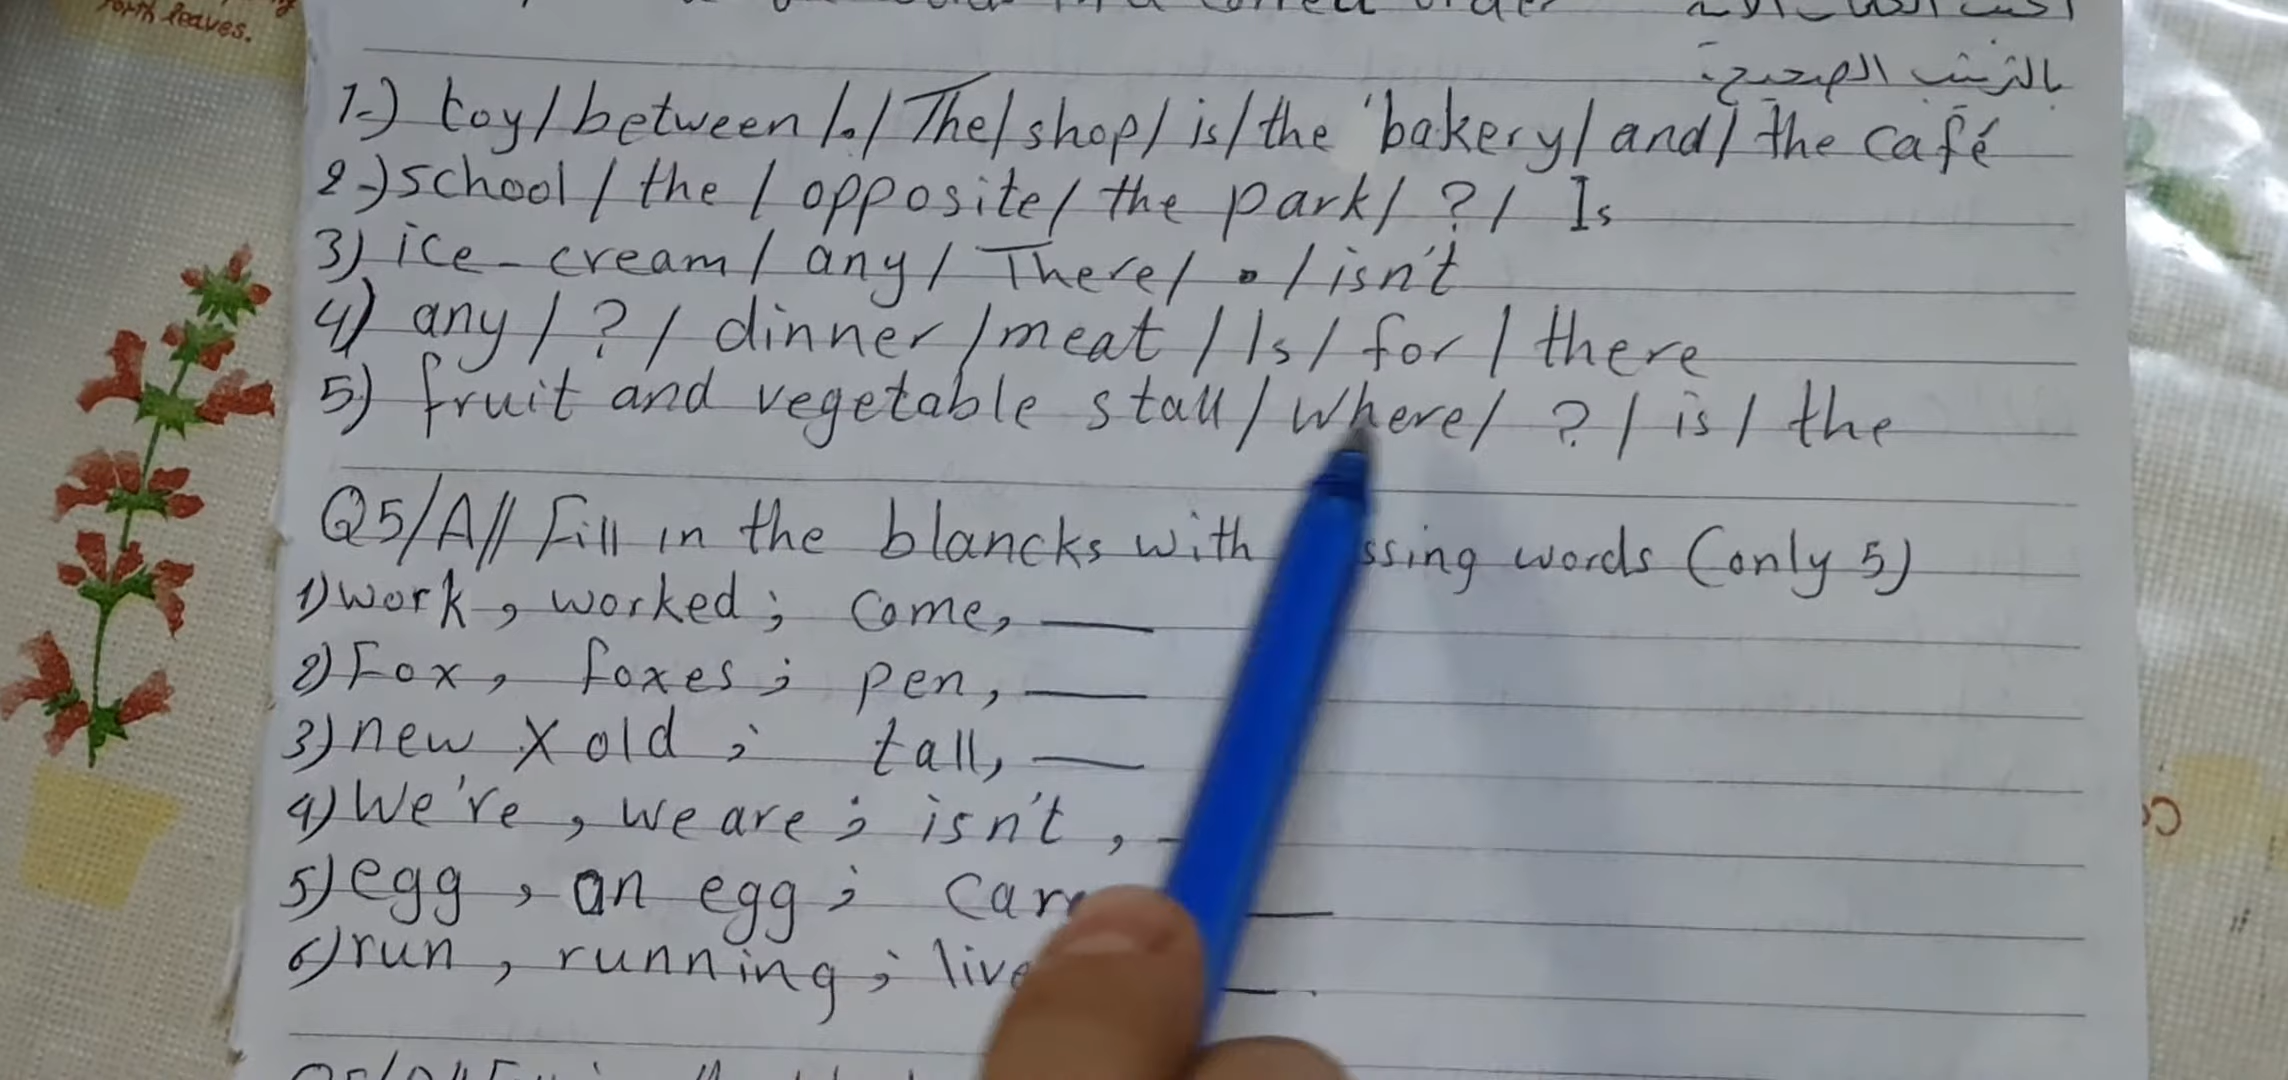 forth leaves.
in a correct order
بالترتيب الصحيح.
1-) toy / between / . / The / shop / is / the bakery / and / the café
2-) school / the / opposite / the park / ? / Is
3) ice-cream / any / There / . / isn't
4) any / ? / dinner / meat / Is / for / there
5) fruit and vegetable stall / Where / ? / is / the
Q5/A// Fill in the blancks with ssing words (only 5)
1) work, worked; come, ___
2) Fox, foxes; pen, ___
3) new X old; tall, ___
4) We're, we are; isn't,
5) egg, an egg; car ___
6) run, running; live ___.